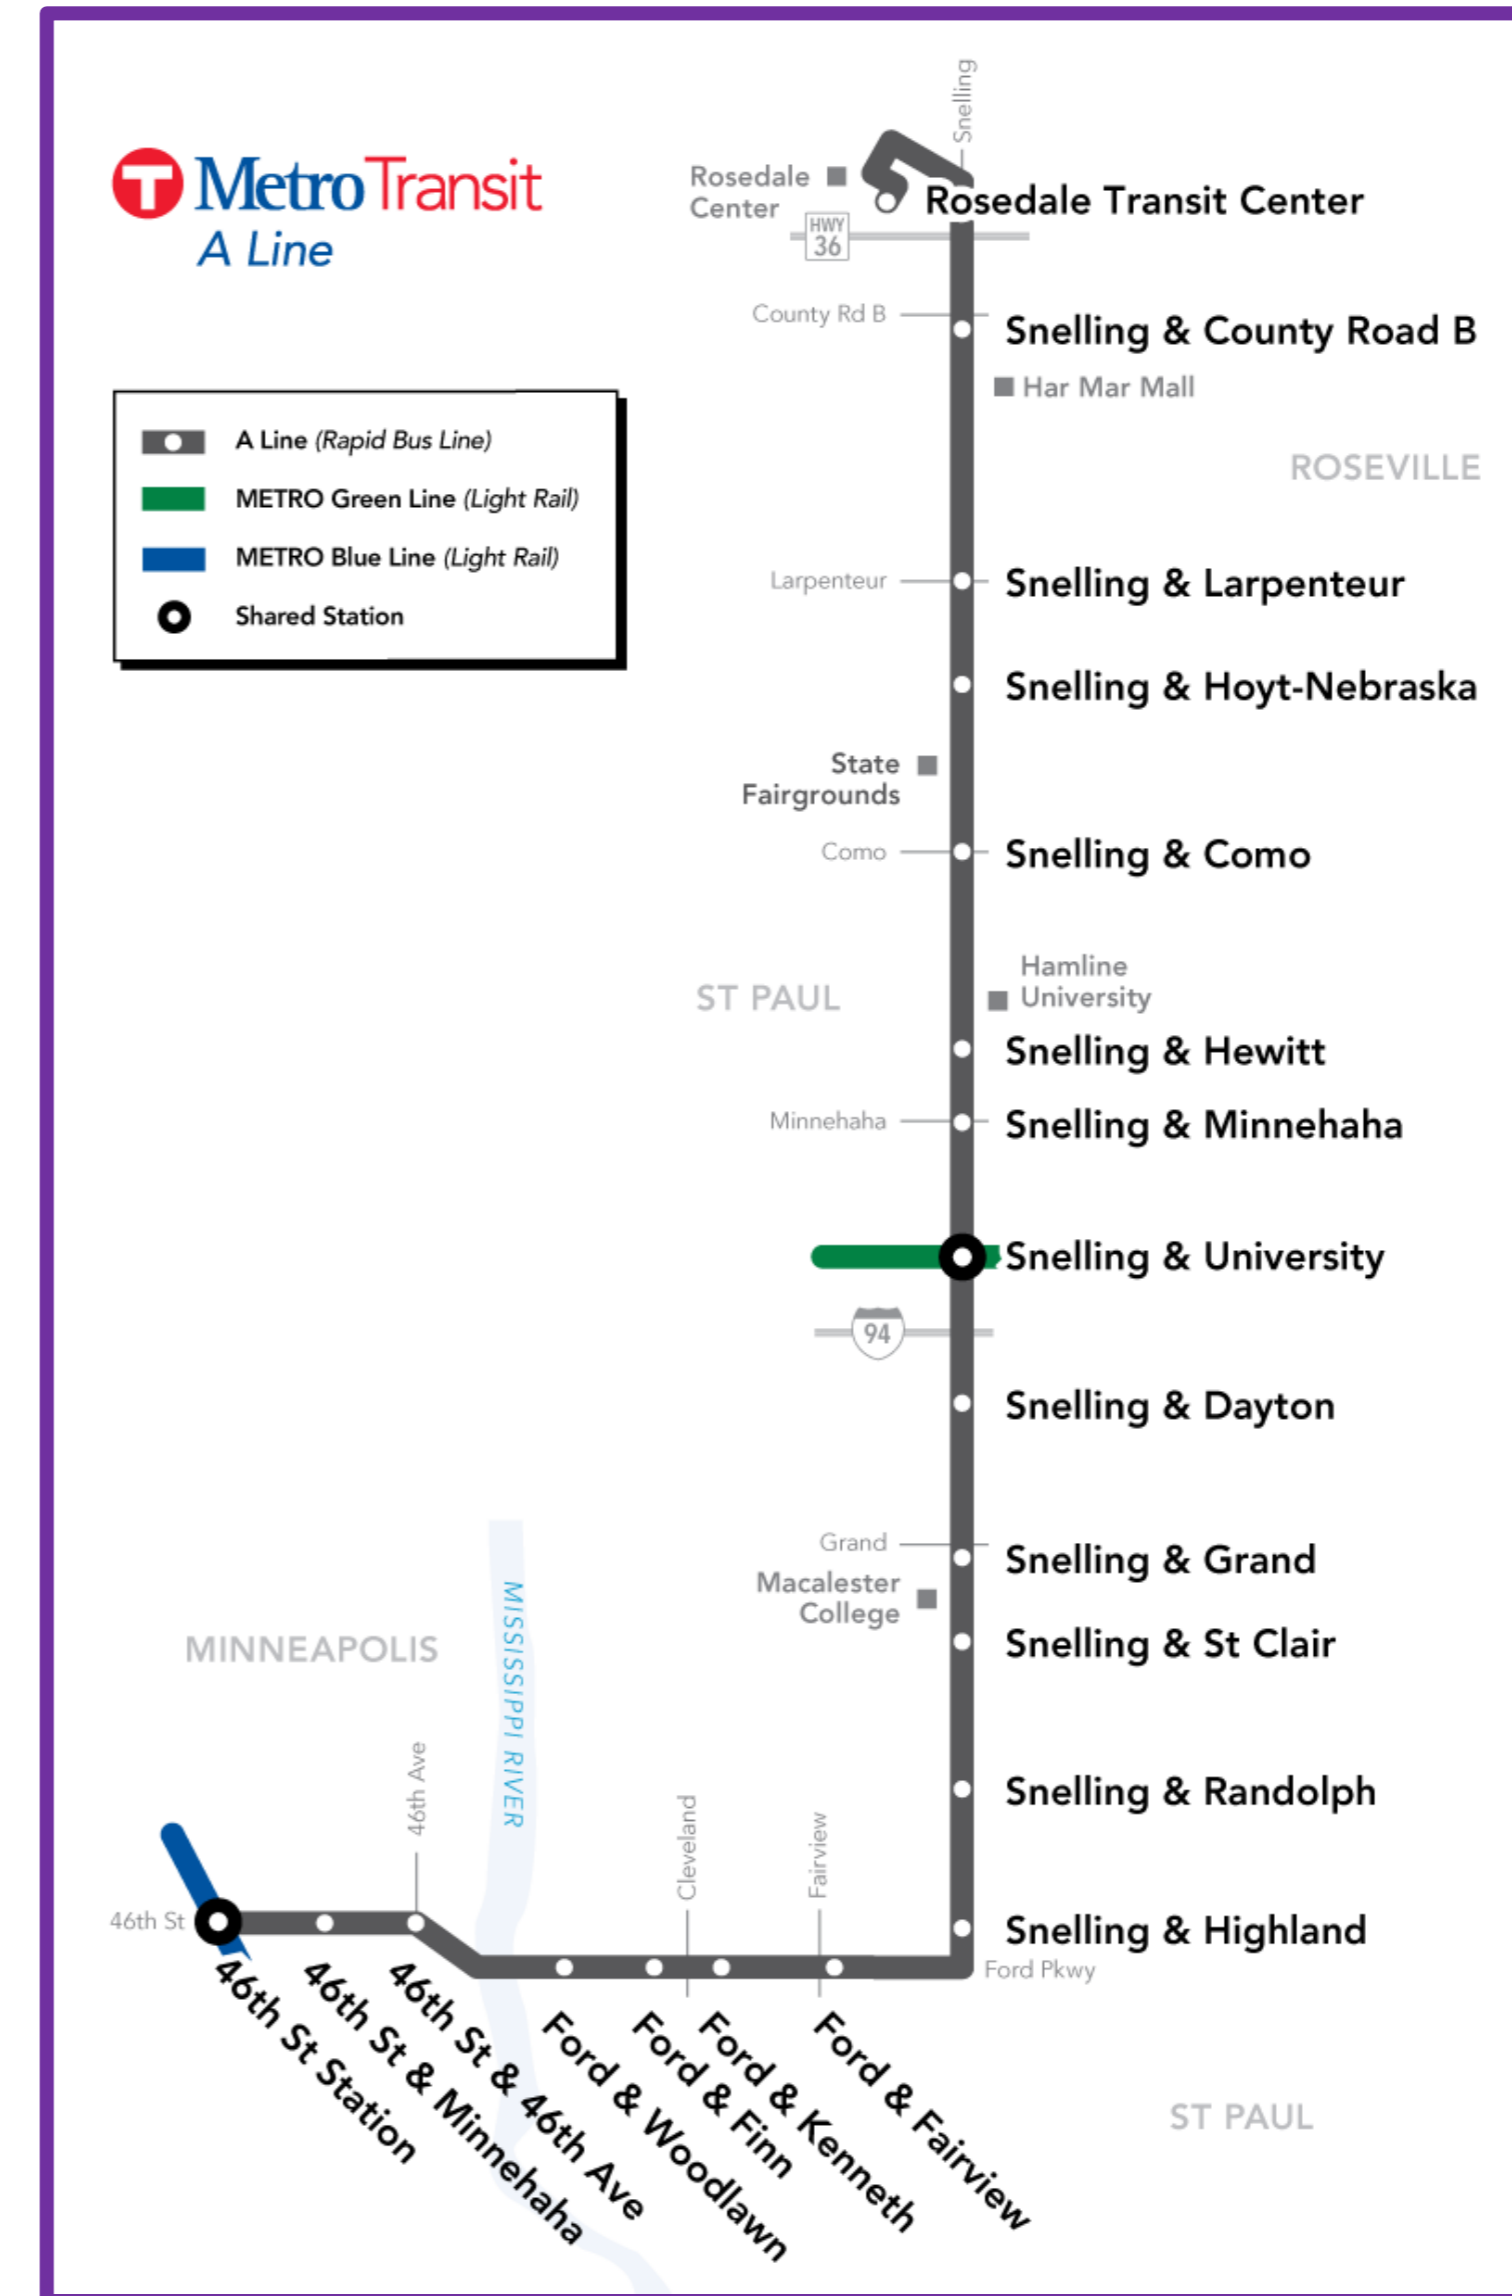 Snelling
T MetroTransit
A Line
Rosedale
Center
Rosedale Transit Center
HWY
36
County Rd B
Snelling & County Road B
Har Mar Mall
ROSEVILLE
A Line (Rapid Bus Line)
METRO Green Line (Light Rail)
METRO Blue Line (Light Rail)
Shared Station
Larpenteur
Snelling & Larpenteur
Snelling & Hoyt-Nebraska
State
Fairgrounds
Como
Snelling & Como
Hamline
University
ST PAUL
Snelling & Hewitt
Minnehaha
Snelling & Minnehaha
Snelling & University
94
Snelling & Dayton
Grand
Snelling & Grand
Macalester
College
Snelling & St Clair
MINNEAPOLIS
MISSISSIPPI RIVER
46th Ave
Cleveland
Fairview
Snelling & Randolph
46th St
Snelling & Highland
Ford Pkwy
46th St Station
46th St & Minnehaha
46th St & 46th Ave
Ford & Woodlawn
Ford & Finn
Ford & Kenneth
Ford & Fairview
ST PAUL